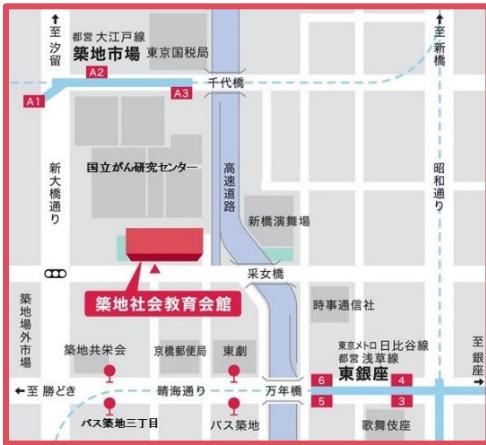 至汐留
都営大江戸線
築地市場
東京国税局
至新橋
A2
A1
A3
千代橋
国立がん研究センター
新大橋通り
高速道路
昭和通り
新橋演舞場
采女橋
築地社会教育会館
時事通信社
築地場外市場
築地共栄会
京橋郵便局
東劇
東京メトロ 日比谷線
都営 浅草線
東銀座
至銀座
6
4
至 勝どき
晴海通り
万年橋
5
3
バス築地三丁目
バス築地
歌舞伎座